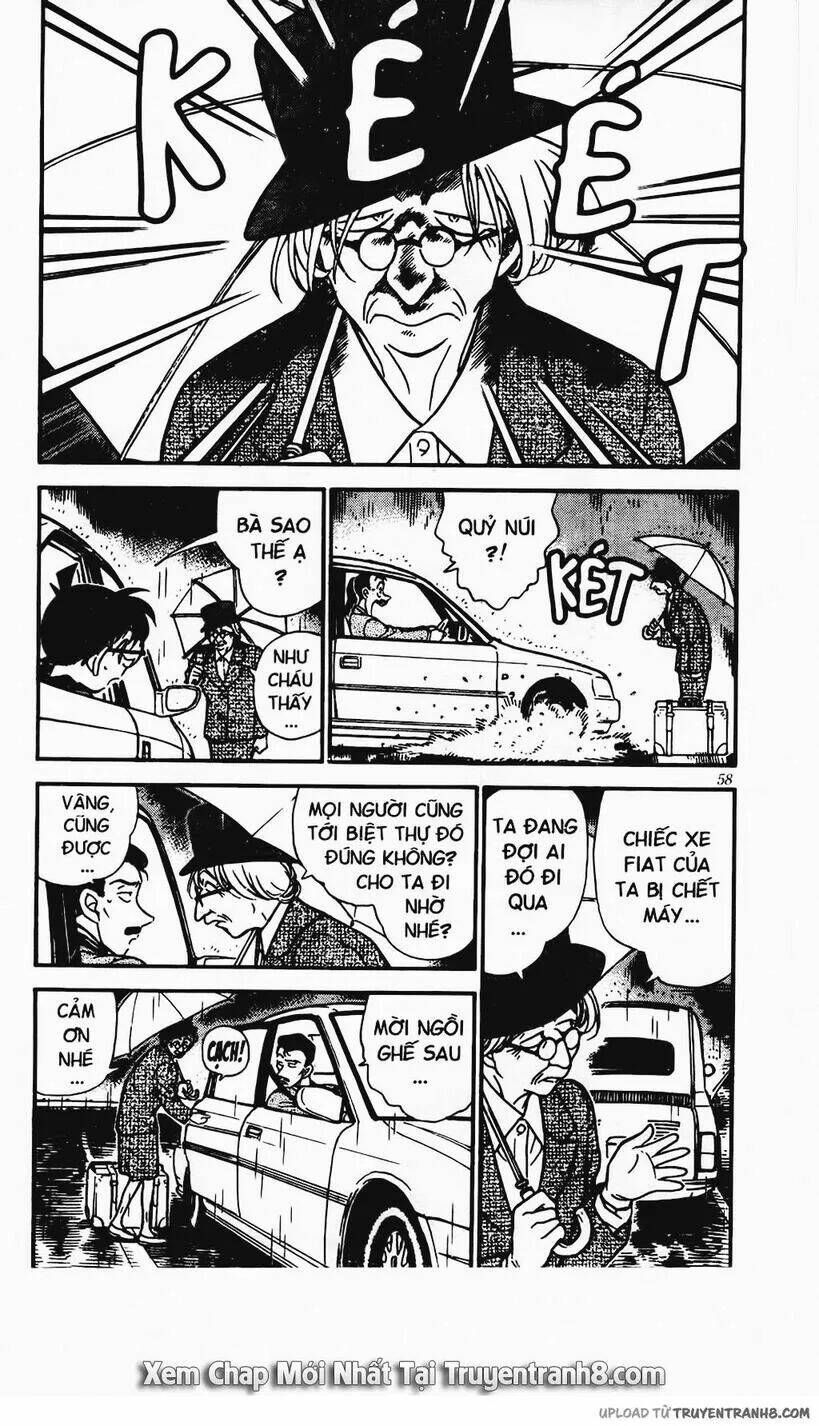 KÉÉT
QUỶ NÚI
?!
KÉT
BÀ SAO
THẾ Ạ
?
NHƯ
CHÁU
THẤY
...
58
CHIẾC XE
FIAT CỦA
TA BỊ CHẾT
MÁY...
TA ĐANG
ĐỢI AI
ĐÓ ĐI
QUA
...
MỌI NGƯỜI CŨNG
TỚI BIỆT THỰ ĐÓ
ĐÚNG KHÔNG?
CHO TA ĐI
NHỜ
NHÉ?
VÂNG,
CŨNG
ĐƯỢC
...
MỜI NGỒI
GHẾ SAU
...
CẠCH!
CẢM
ƠN
NHÉ
...
Xem Chap Mới Nhất Tại Truyentranh8.com
UPLOAD TỪ TRUYENTRANH8.COM